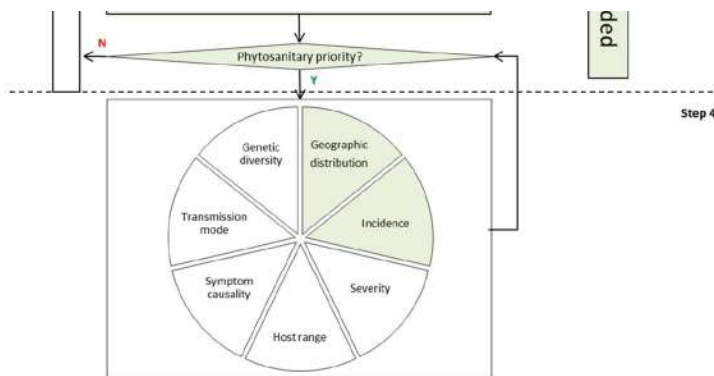 ded
N
Phytosanitary priority?
Y
Step 4
Genetic
diversity
Geographic
distribution
Transmission
mode
Incidence
Symptom
causality
Severity
Host range